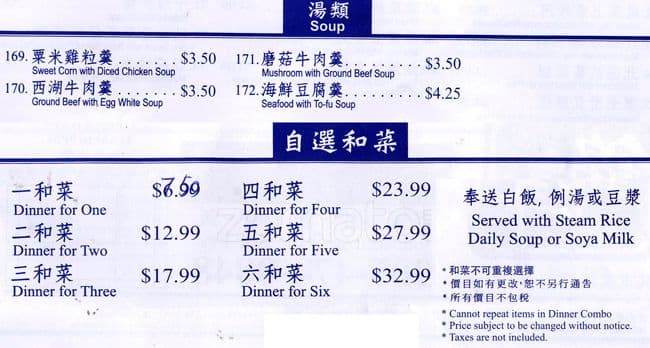 湯類
Soup
169. 粟米雞粒羹 ....... $3.50
Sweet Corn with Diced Chicken Soup
170. 西湖牛肉羹 ....... $3.50
Ground Beef with Egg White Soup
171. 磨菇牛肉羹 ......... $3.50
Mushroom with Ground Beef Soup
172. 海鮮豆腐羹 ......... $4.25
Seafood with To-fu Soup
自選和菜
一和菜 $6.99 7.50
Dinner for One
二和菜 $12.99
Dinner for Two
三和菜 $17.99
Dinner for Three
四和菜 $23.99
Dinner for Four
五和菜 $27.99
Dinner for Five
六和菜 $32.99
Dinner for Six
奉送白飯, 例湯或豆漿
Served with Steam Rice
Daily Soup or Soya Milk
* 和菜不可重複選擇
* 價目如有更改，恕不另行通告
* 所有價目不包稅
* Cannot repeat items in Dinner Combo
* Price subject to be changed without notice.
* Taxes are not included.
zomato